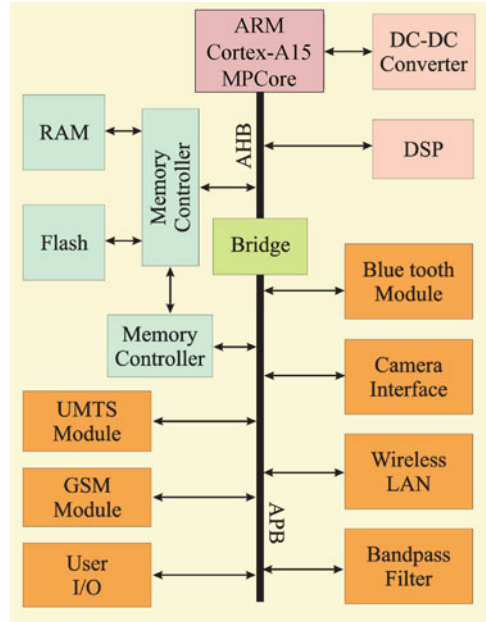 ARM
Cortex-A15
MPCore
DC-DC
Converter
RAM
Memory
Controller
AHB
DSP
Flash
Bridge
Blue tooth
Module
Memory
Controller
Camera
Interface
UMTS
Module
Wireless
LAN
GSM
Module
APB
User
I/O
Bandpass
Filter